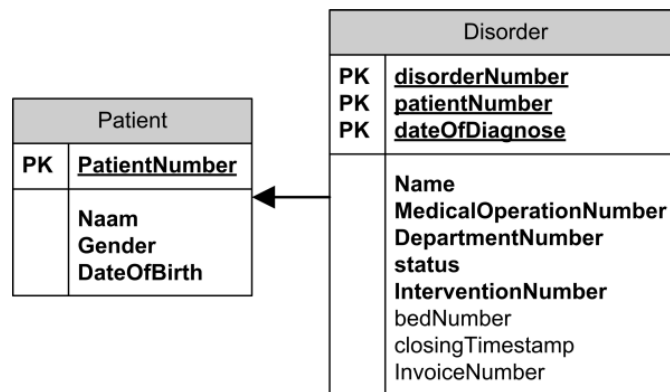 Patient
PK PatientNumber
Naam
Gender
DateOfBirth
Disorder
PK disorderNumber
PK patientNumber
PK dateOfDiagnose
Name
MedicalOperationNumber
DepartmentNumber
status
InterventionNumber
bedNumber
closingTimestamp
InvoiceNumber